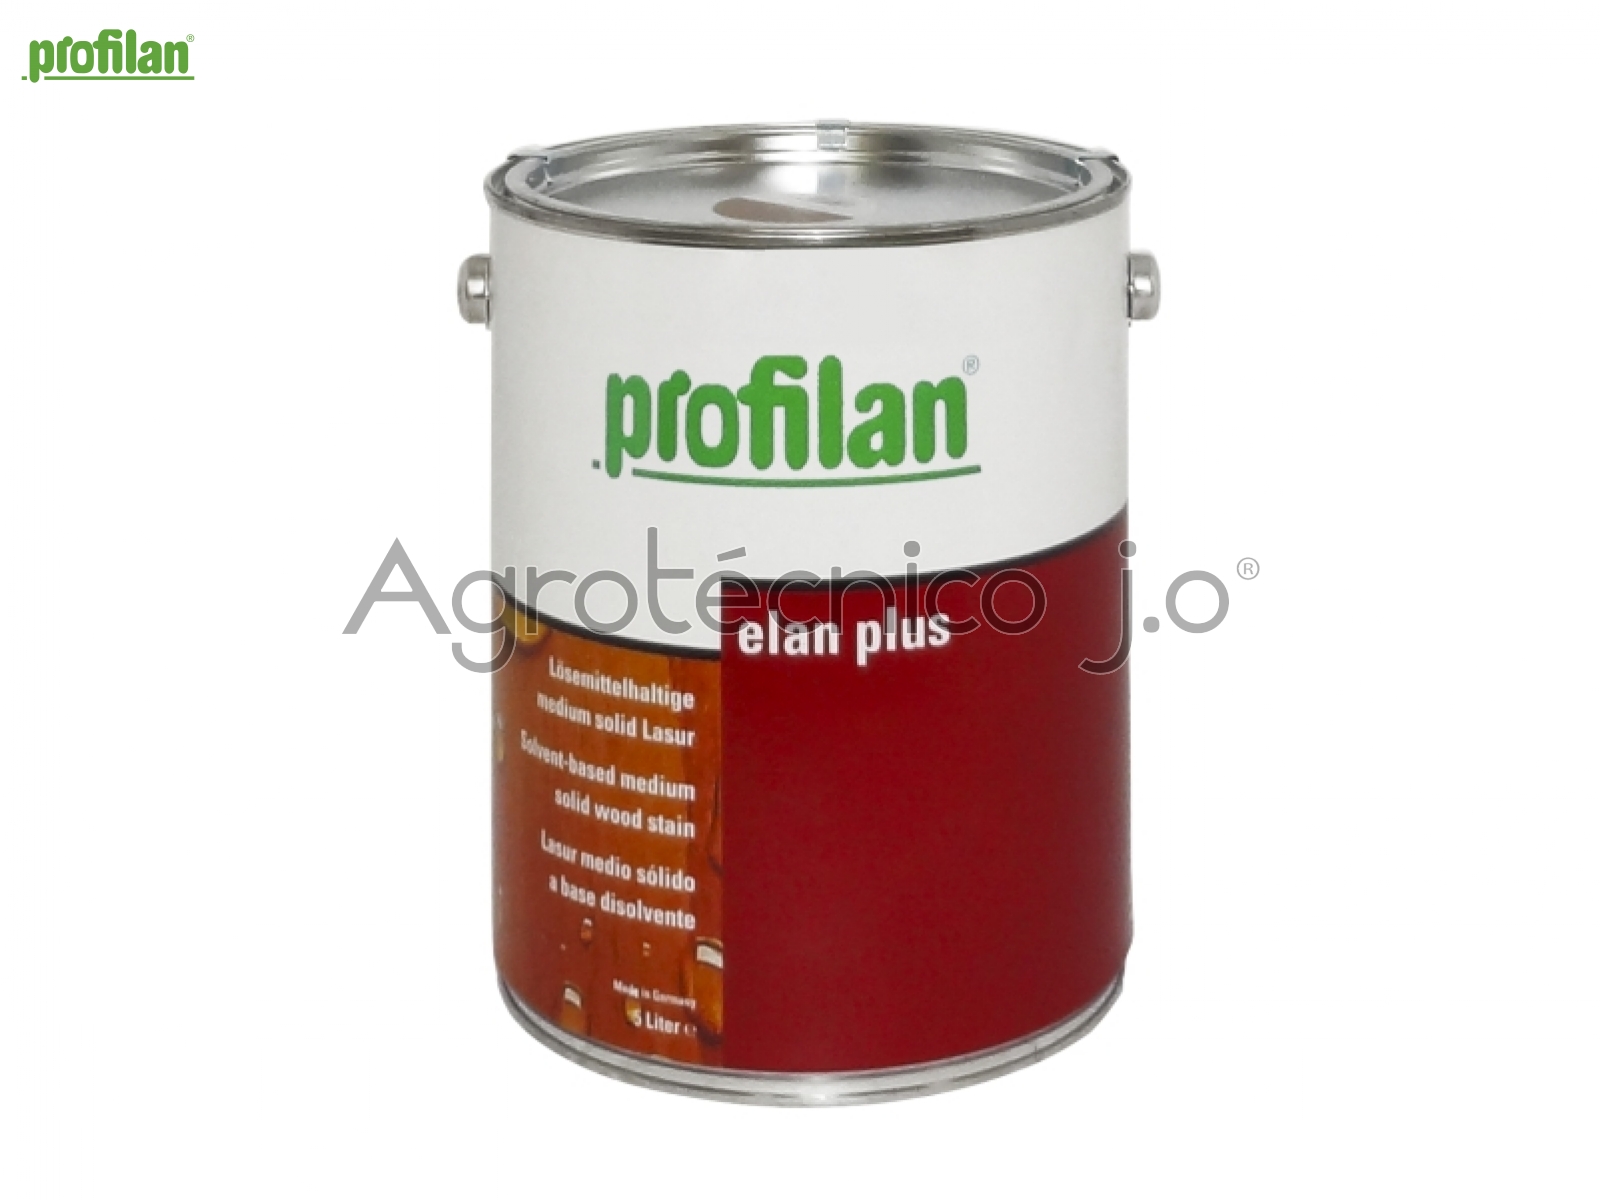 profilan®
profilan®
Agrotécnico j.o®
elan plus
Lösemittelhaltige
medium solid Lasur
Solvent-based medium
solid wood stain
Lasur medio sólido
a base disolvente
Made in Germany
5 Liter e